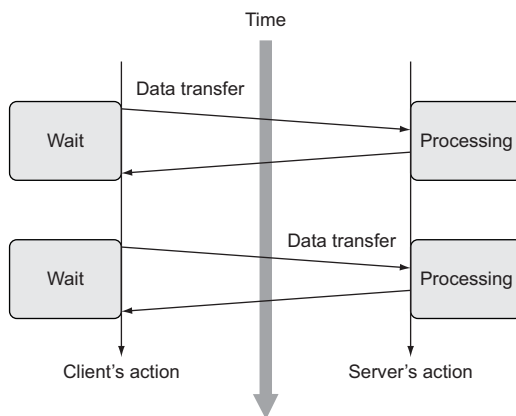 Time
Data transfer
Wait
Processing
Data transfer
Wait
Processing
Client's action
Server's action